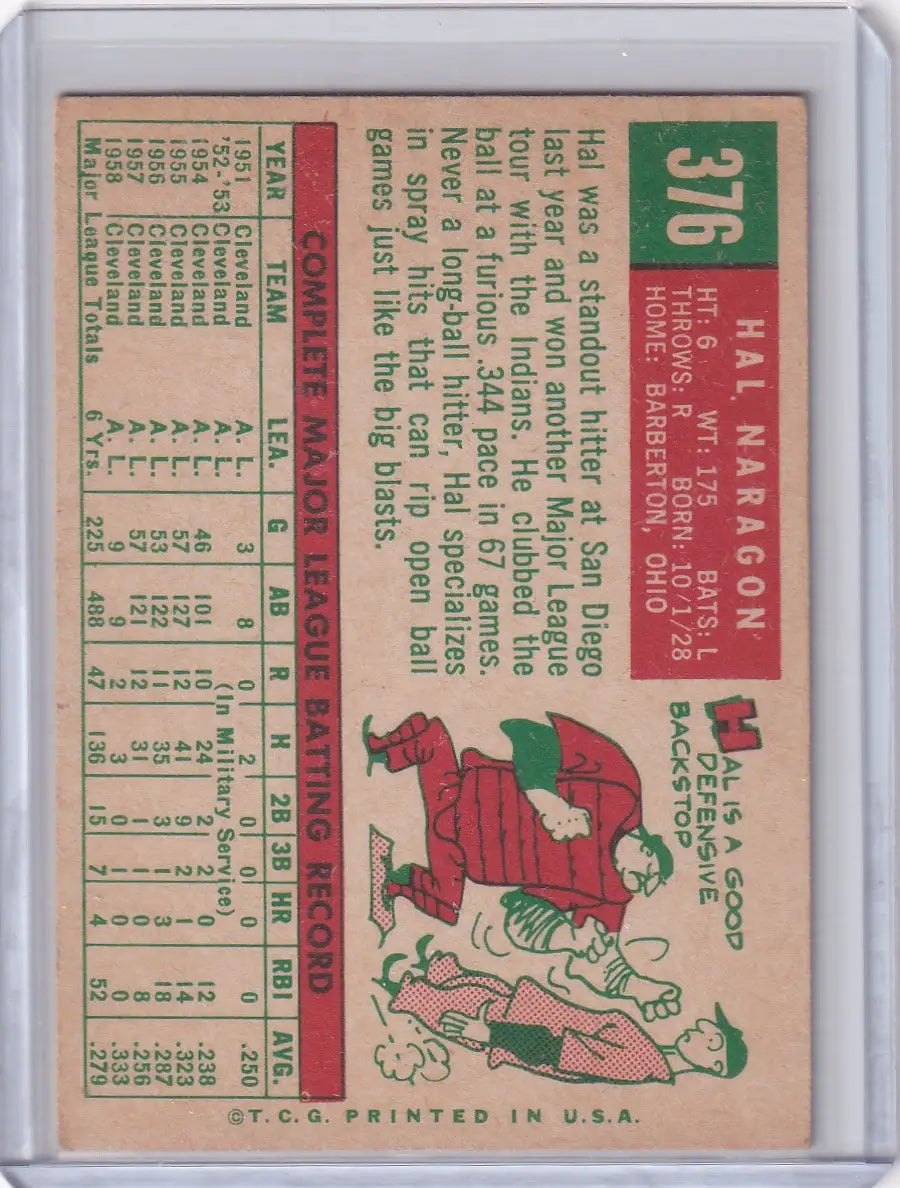 376
HAL NARAGON
HT: 6 WT: 175 BATS: L
THROWS: R BORN: 10/1/28
HOME: BARBERTON, OHIO
Hal was a standout hitter at San Diego
last year and won another Major League
tour with the Indians. He clubbed the
ball at a furious .344 pace in 67 games.
Never a long-ball hitter, Hal specializes
in spray hits that can rip open ball
games just like the big blasts.
HAL IS A GOOD
DEFENSIVE
BACKSTOP
COMPLETE MAJOR LEAGUE BATTING RECORD
YEAR TEAM LEA. G AB R H 2B 3B HR RBI AVG.
1951 Cleveland A. L. 3 8 0 2 0 0 0 0 .250
'52-'53 Cleveland A. L. (In Military Service)
1954 Cleveland A. L. 46 101 10 24 2 2 0 12 .238
1955 Cleveland A. L. 57 127 12 41 9 2 1 14 .323
1956 Cleveland A. L. 53 122 11 35 3 1 3 18 .287
1957 Cleveland A. L. 57 121 12 31 1 1 0 8 .256
1958 Cleveland A. L. 9 9 2 3 0 1 0 0 .333
Major League Totals 6 Yrs. 225 488 47 136 15 7 4 52 .279
©T.C.G. PRINTED IN U.S.A.